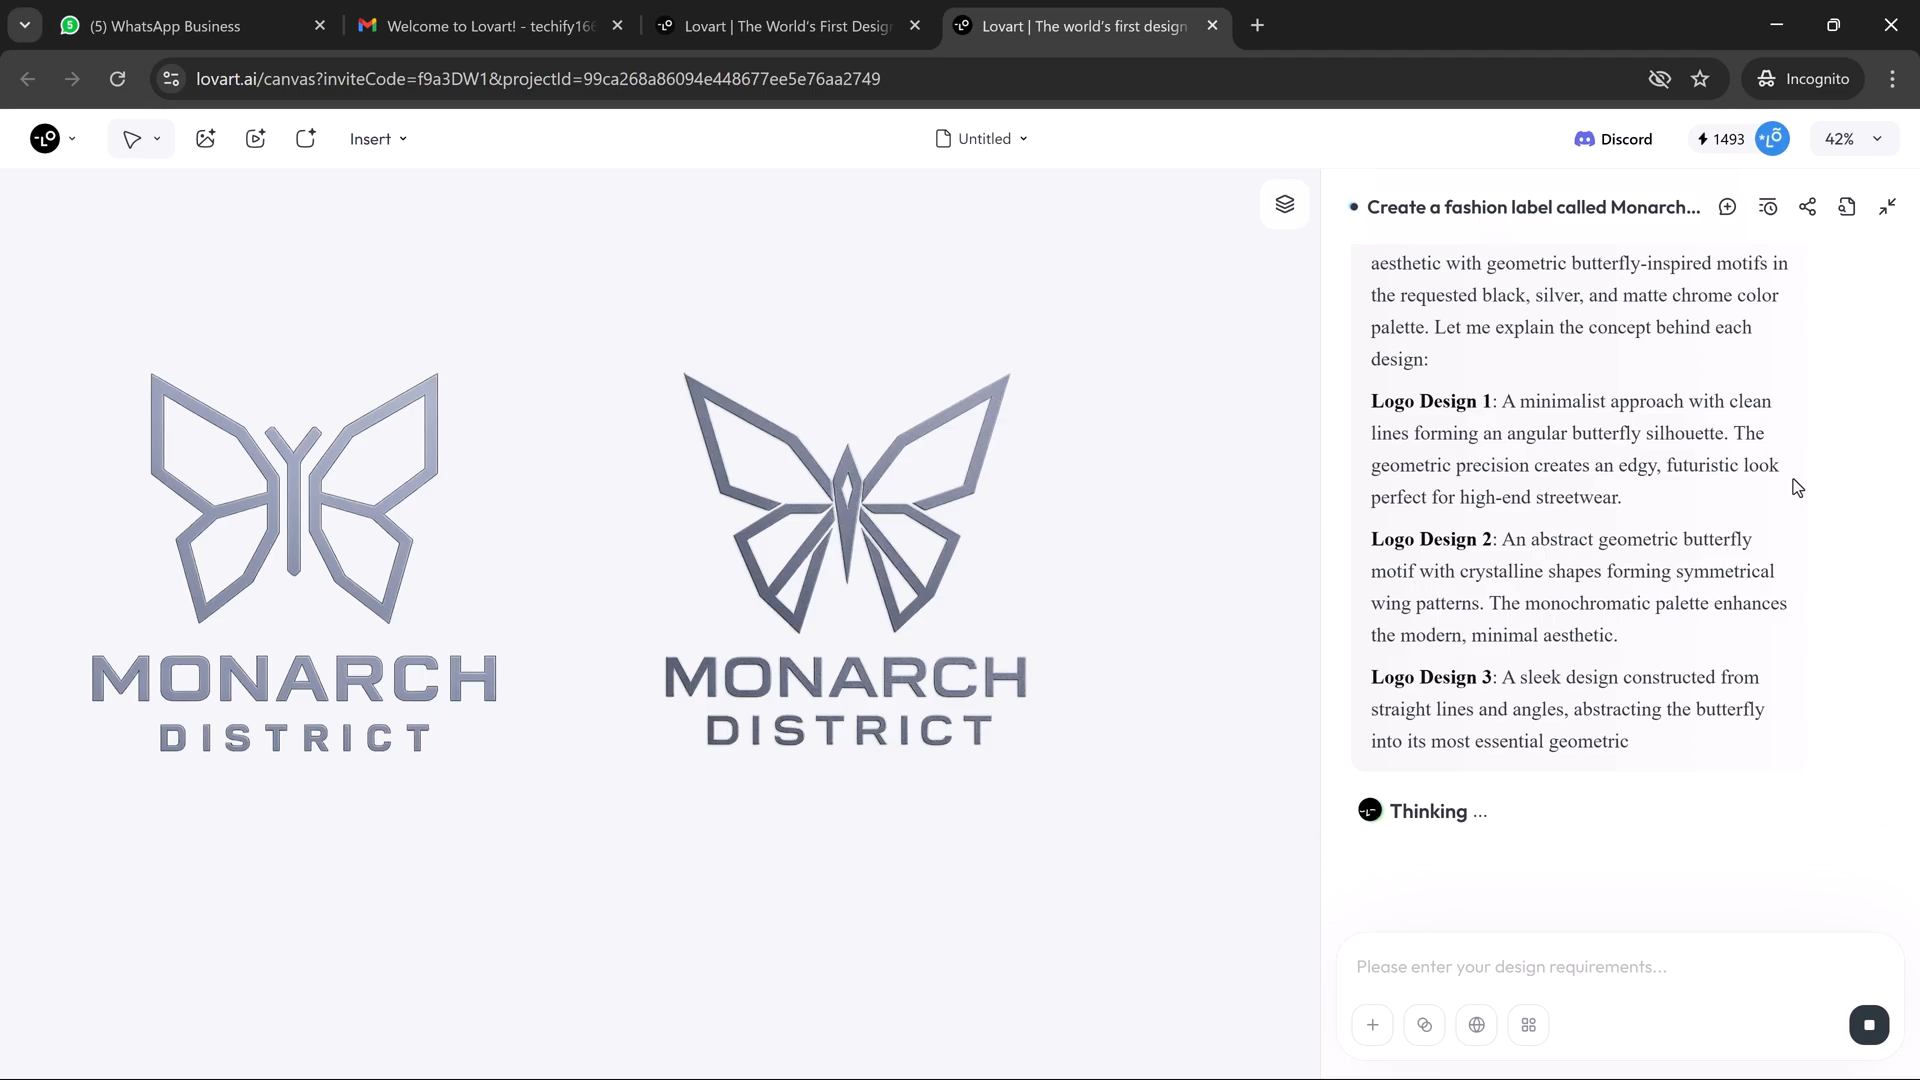 (5) WhatsApp Business
Welcome to Lovart! - techify166
Lovart | The World's First Design
Lovart | The world's first design
lovart.ai/canvas?inviteCode=f9a3DW1&projectId=99ca268a86094e448677ee5e76aa2749
Incognito
Insert
Untitled
Discord
1493
42%
Create a fashion label called Monarch...
aesthetic with geometric butterfly-inspired motifs in
the requested black, silver, and matte chrome color
palette. Let me explain the concept behind each
design:
Logo Design 1: A minimalist approach with clean
lines forming an angular butterfly silhouette. The
geometric precision creates an edgy, futuristic look
perfect for high-end streetwear.
Logo Design 2: An abstract geometric butterfly
motif with crystalline shapes forming symmetrical
wing patterns. The monochromatic palette enhances
the modern, minimal aesthetic.
Logo Design 3: A sleek design constructed from
straight lines and angles, abstracting the butterfly
into its most essential geometric
Thinking ...
Please enter your design requirements...
MONARCH
DISTRICT
MONARCH
DISTRICT